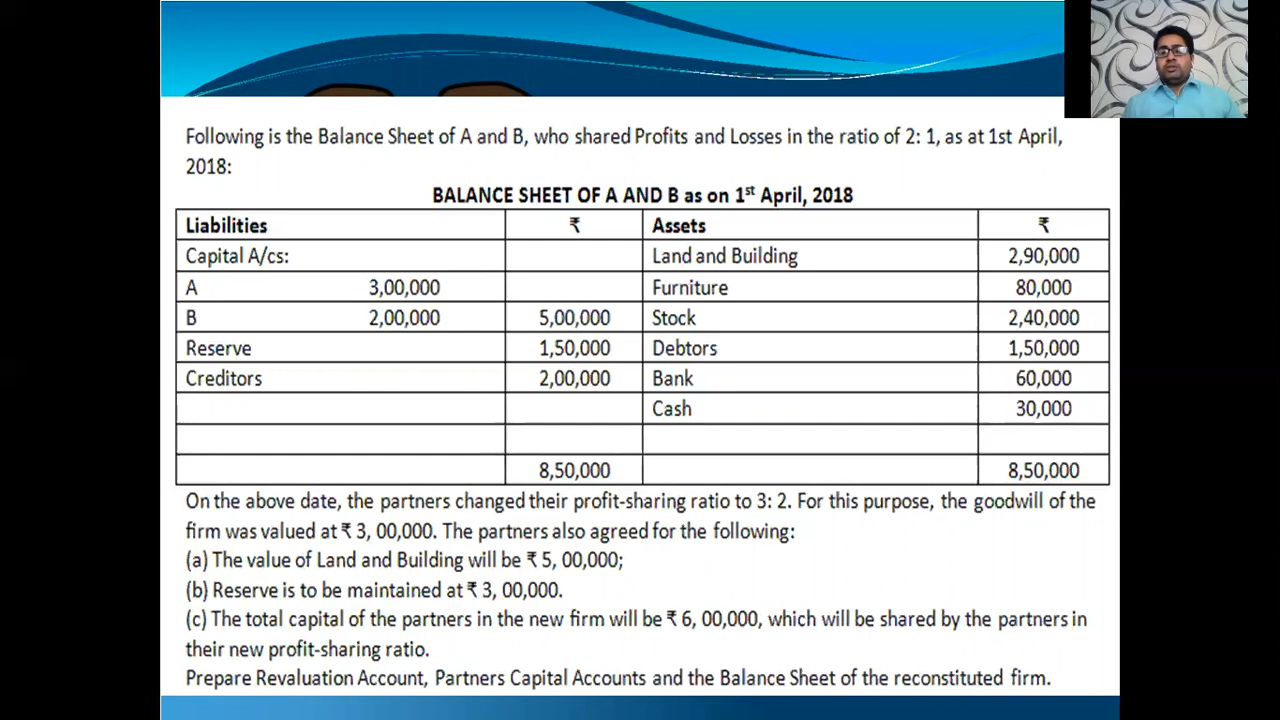 Following is the Balance Sheet of A and B, who shared Profits and Losses in the ratio of 2: 1, as at 1st April,
2018:
BALANCE SHEET OF A AND B as on 1st April, 2018
Liabilities ₹ Assets ₹
Capital A/cs: Land and Building 2,90,000
A 3,00,000 Furniture 80,000
B 2,00,000 5,00,000 Stock 2,40,000
Reserve 1,50,000 Debtors 1,50,000
Creditors 2,00,000 Bank 60,000
Cash 30,000
8,50,000 8,50,000
On the above date, the partners changed their profit-sharing ratio to 3: 2. For this purpose, the goodwill of the
firm was valued at ₹ 3, 00,000. The partners also agreed for the following:
(a) The value of Land and Building will be ₹ 5, 00,000;
(b) Reserve is to be maintained at ₹ 3, 00,000.
(c) The total capital of the partners in the new firm will be ₹ 6, 00,000, which will be shared by the partners in
their new profit-sharing ratio.
Prepare Revaluation Account, Partners Capital Accounts and the Balance Sheet of the reconstituted firm.